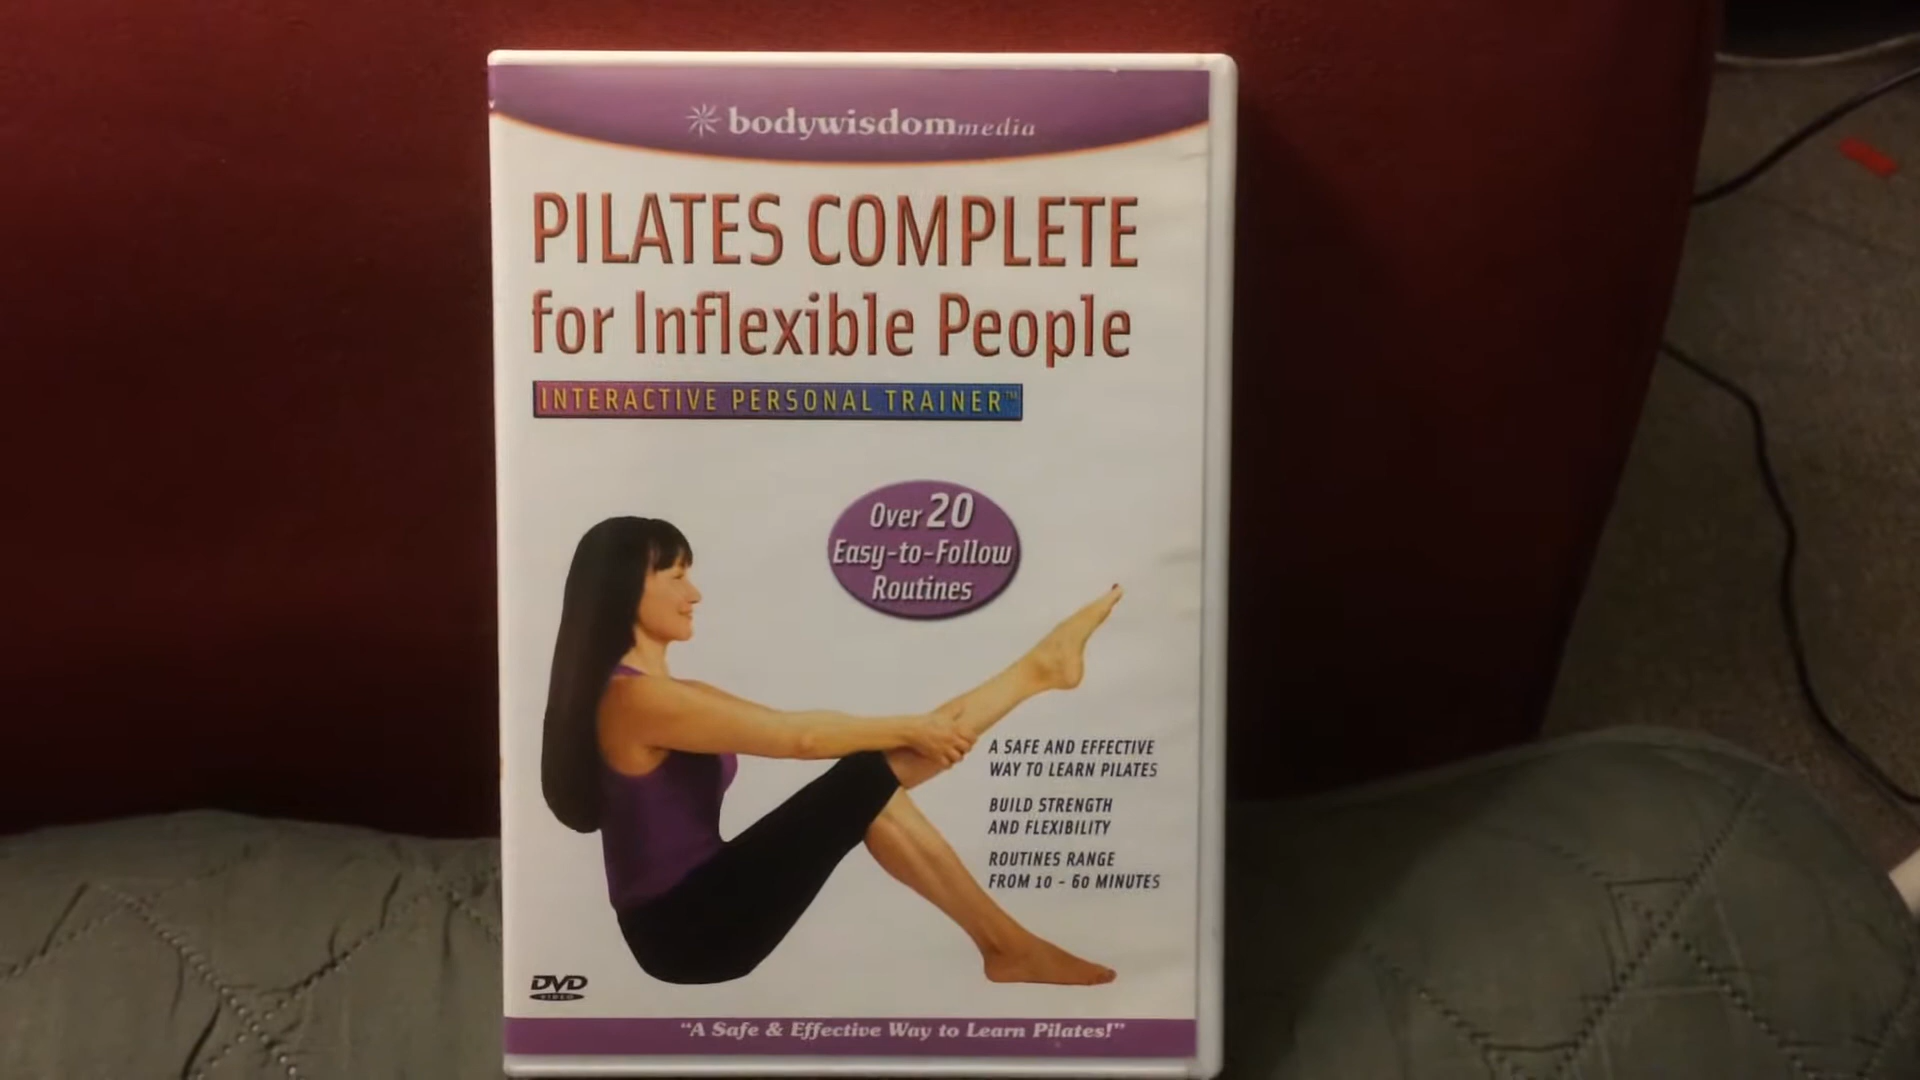 bodywisdommedia
PILATES COMPLETE
for Inflexible People
INTERACTIVE PERSONAL TRAINER™
Over 20
Easy-to-Follow
Routines
A SAFE AND EFFECTIVE
WAY TO LEARN PILATES
BUILD STRENGTH
AND FLEXIBILITY
ROUTINES RANGE
FROM 10 - 60 MINUTES
DVD
VIDEO
"A Safe & Effective Way to Learn Pilates!"